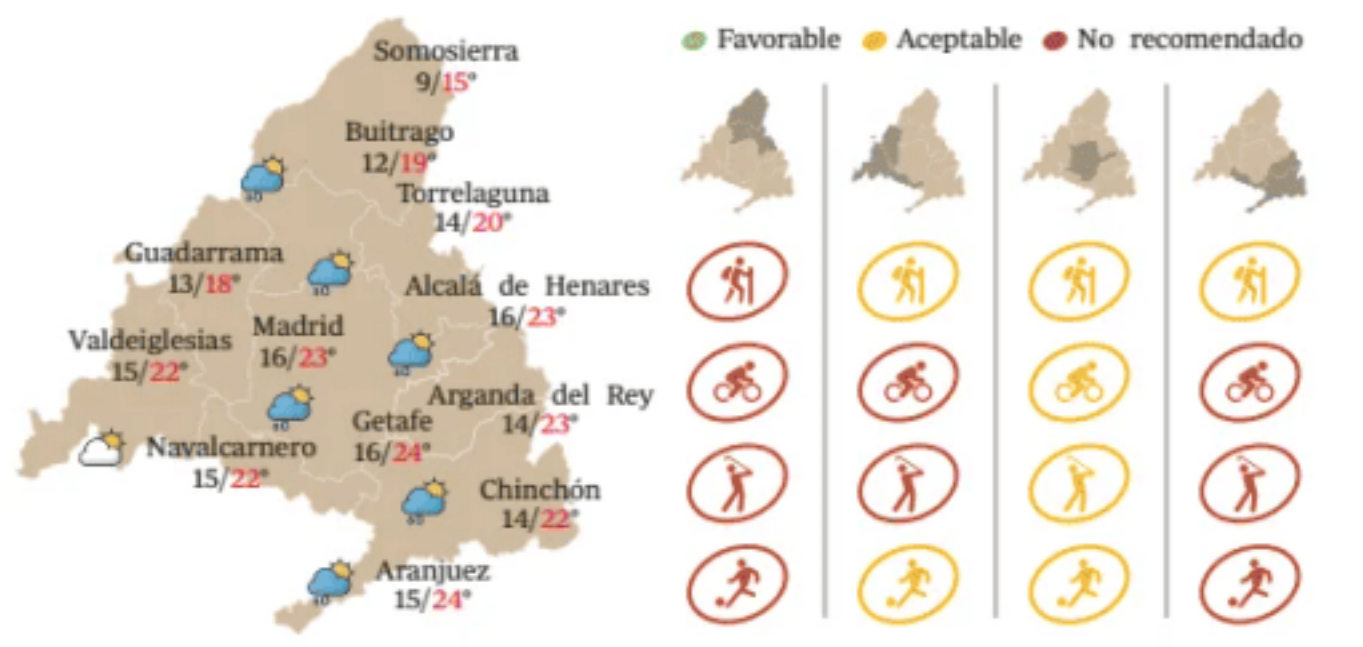 Somosierra
9/15°
Buitrago
12/19°
Torrelaguna
14/20°
Guadarrama
13/18°
Alcalá de Henares
16/23°
Madrid
16/23°
Valdeiglesias
15/22°
Arganda del Rey
14/23°
Getafe
16/24°
Navalcarnero
15/22°
Chinchón
14/22°
Aranjuez
15/24°
Favorable Aceptable No recomendado